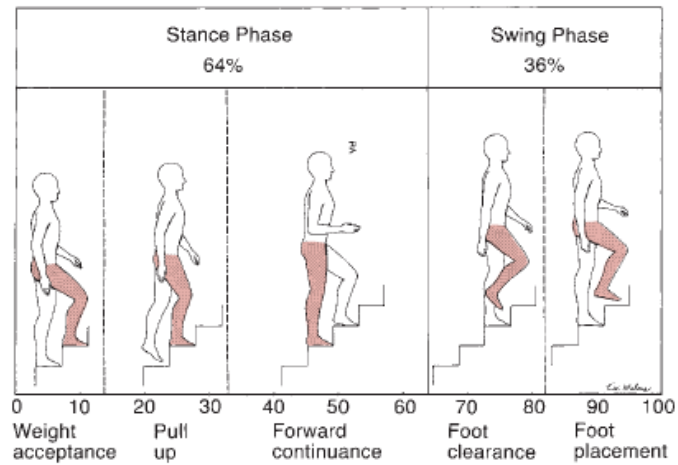 Stance Phase
64%
Swing Phase
36%
0 10 20 30 40 50 60 70 80 90 100
Weight
acceptance
Pull
up
Forward
continuance
Foot
clearance
Foot
placement